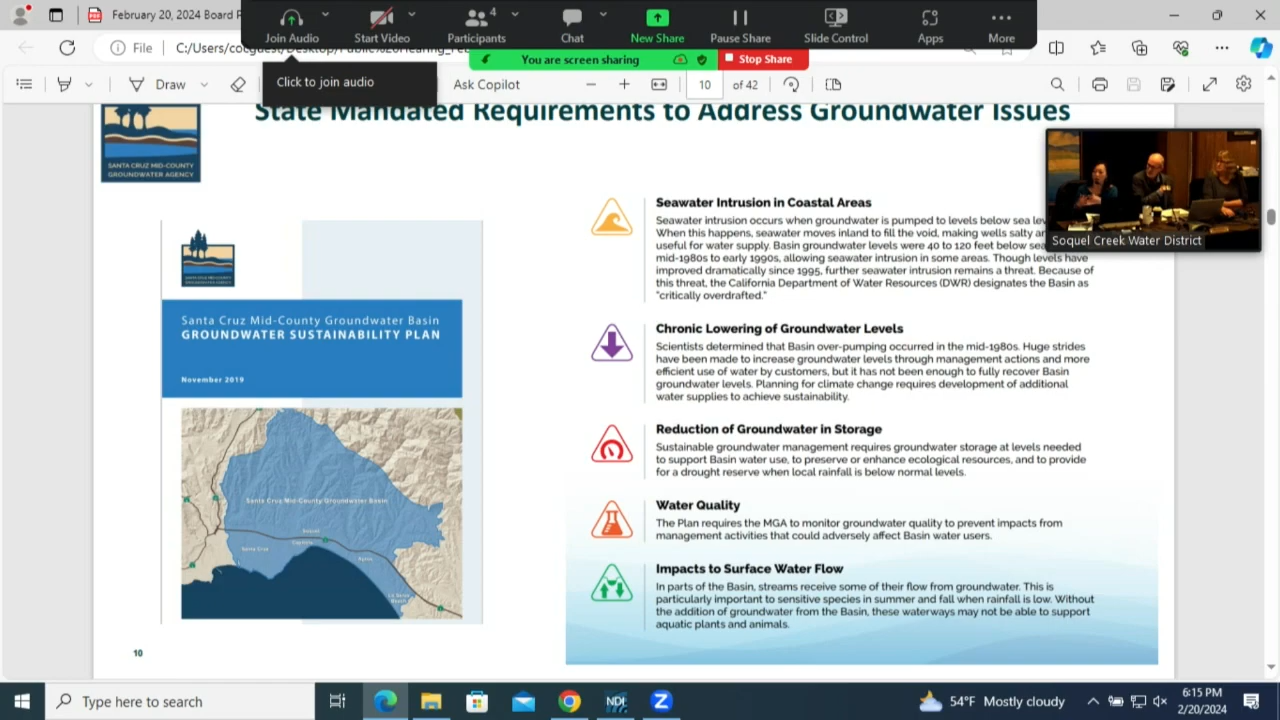 February 20, 2024 Board P
Join Audio
Start Video
4
Participants
Chat
New Share
Pause Share
Slide Control
Apps
More
File
You are screen sharing
Stop Share
Click to join audio
Draw
Ask Copilot
10
of 42
State Mandated Requirements to Address Groundwater Issues
SANTA CRUZ MID-COUNTY
GROUNDWATER AGENCY
Santa Cruz Mid-County Groundwater Basin
GROUNDWATER SUSTAINABILITY PLAN
November 2019
Santa Cruz Mid-County Groundwater Basin
Santa Cruz
10
Seawater Intrusion in Coastal Areas
Seawater intrusion occurs when groundwater is pumped to levels below sea
When this happens, seawater moves inland to fill the void, making wells salty
useful for water supply. Basin groundwater levels were 40 to 120 feet below
mid-1980s to early 1990s, allowing seawater intrusion in some areas. Though levels have
improved dramatically since 1995, further seawater intrusion remains a threat. Because of
this threat, the California Department of Water Resources (DWR) designates the Basin as
"critically overdrafted."
Chronic Lowering of Groundwater Levels
Scientists determined that Basin over-pumping occurred in the mid-1980s. Huge strides
have been made to increase groundwater levels through management actions and more
efficient use of water by customers, but it has not been enough to fully recover Basin
groundwater levels. Planning for climate change requires development of additional
water supplies to achieve sustainability.
Reduction of Groundwater in Storage
Sustainable groundwater management requires groundwater storage at levels needed
to support Basin water use, to preserve or enhance ecological resources, and to provide
for a drought reserve when local rainfall is below normal levels.
Water Quality
The Plan requires the MGA to monitor groundwater quality to prevent impacts from
management activities that could adversely affect Basin water users.
Impacts to Surface Water Flow
In parts of the Basin, streams receive some of their flow from groundwater. This is
particularly important to sensitive species in summer and fall when rainfall is low. Without
the addition of groundwater from the Basin, these waterways may not be able to support
aquatic plants and animals.
Soquel Creek Water District
Type here to search
NDI
54°F Mostly cloudy
6:15 PM
2/20/2024